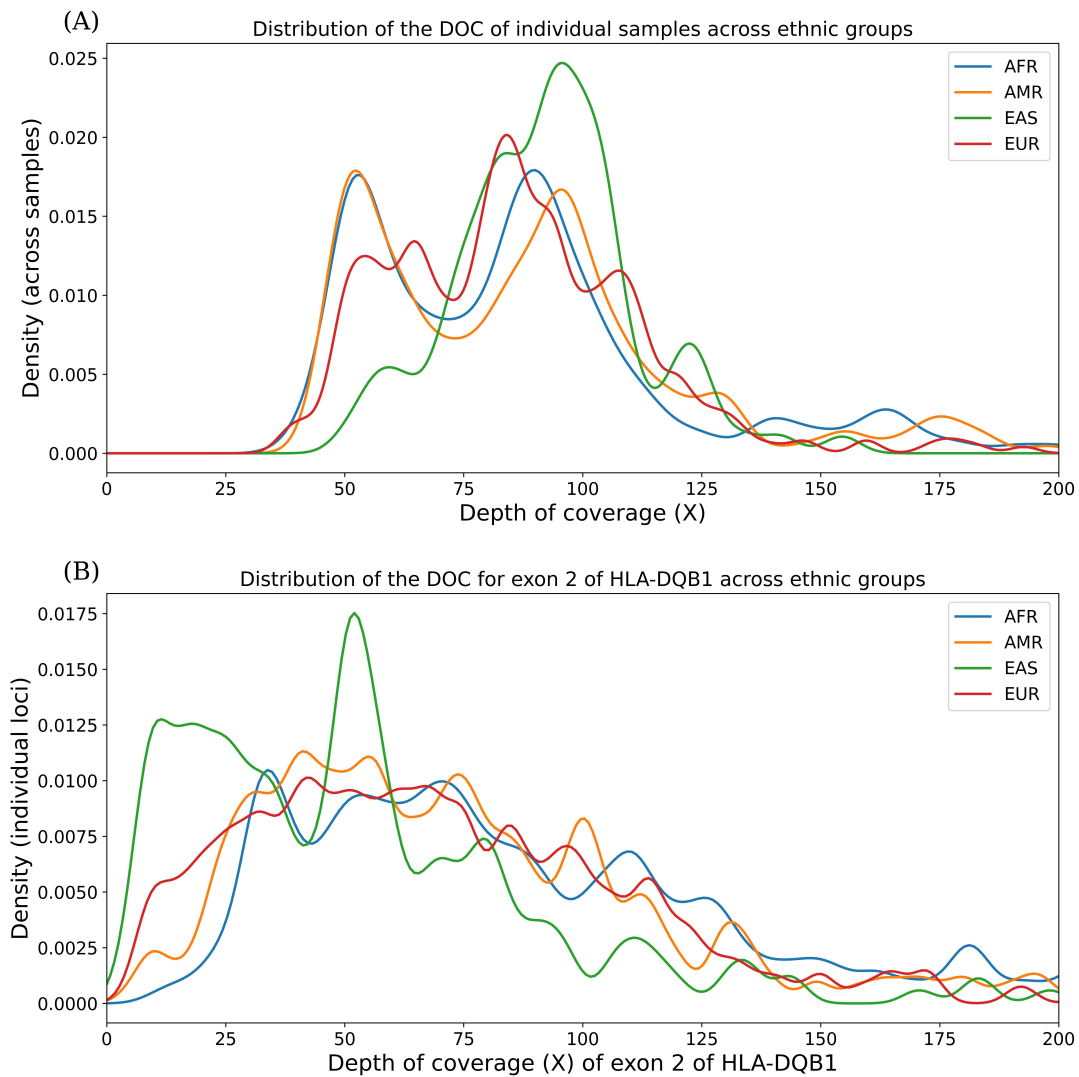 (A)
Distribution of the DOC of individual samples across ethnic groups
Density (across samples)
0.025
0.020
0.015
0.010
0.005
0.000
AFR
AMR
EAS
EUR
0 25 50 75 100 125 150 175 200
Depth of coverage (X)
(B)
Distribution of the DOC for exon 2 of HLA-DQB1 across ethnic groups
Density (individual loci)
0.0175
0.0150
0.0125
0.0100
0.0075
0.0050
0.0025
0.0000
AFR
AMR
EAS
EUR
0 25 50 75 100 125 150 175 200
Depth of coverage (X) of exon 2 of HLA-DQB1